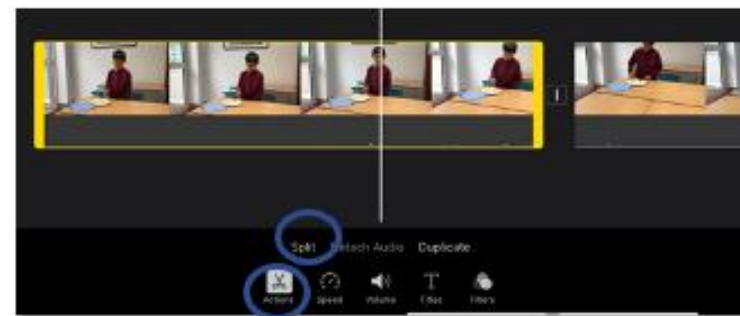 Split Detach Audio Duplicate
Actions Speed Volume Titles Filters